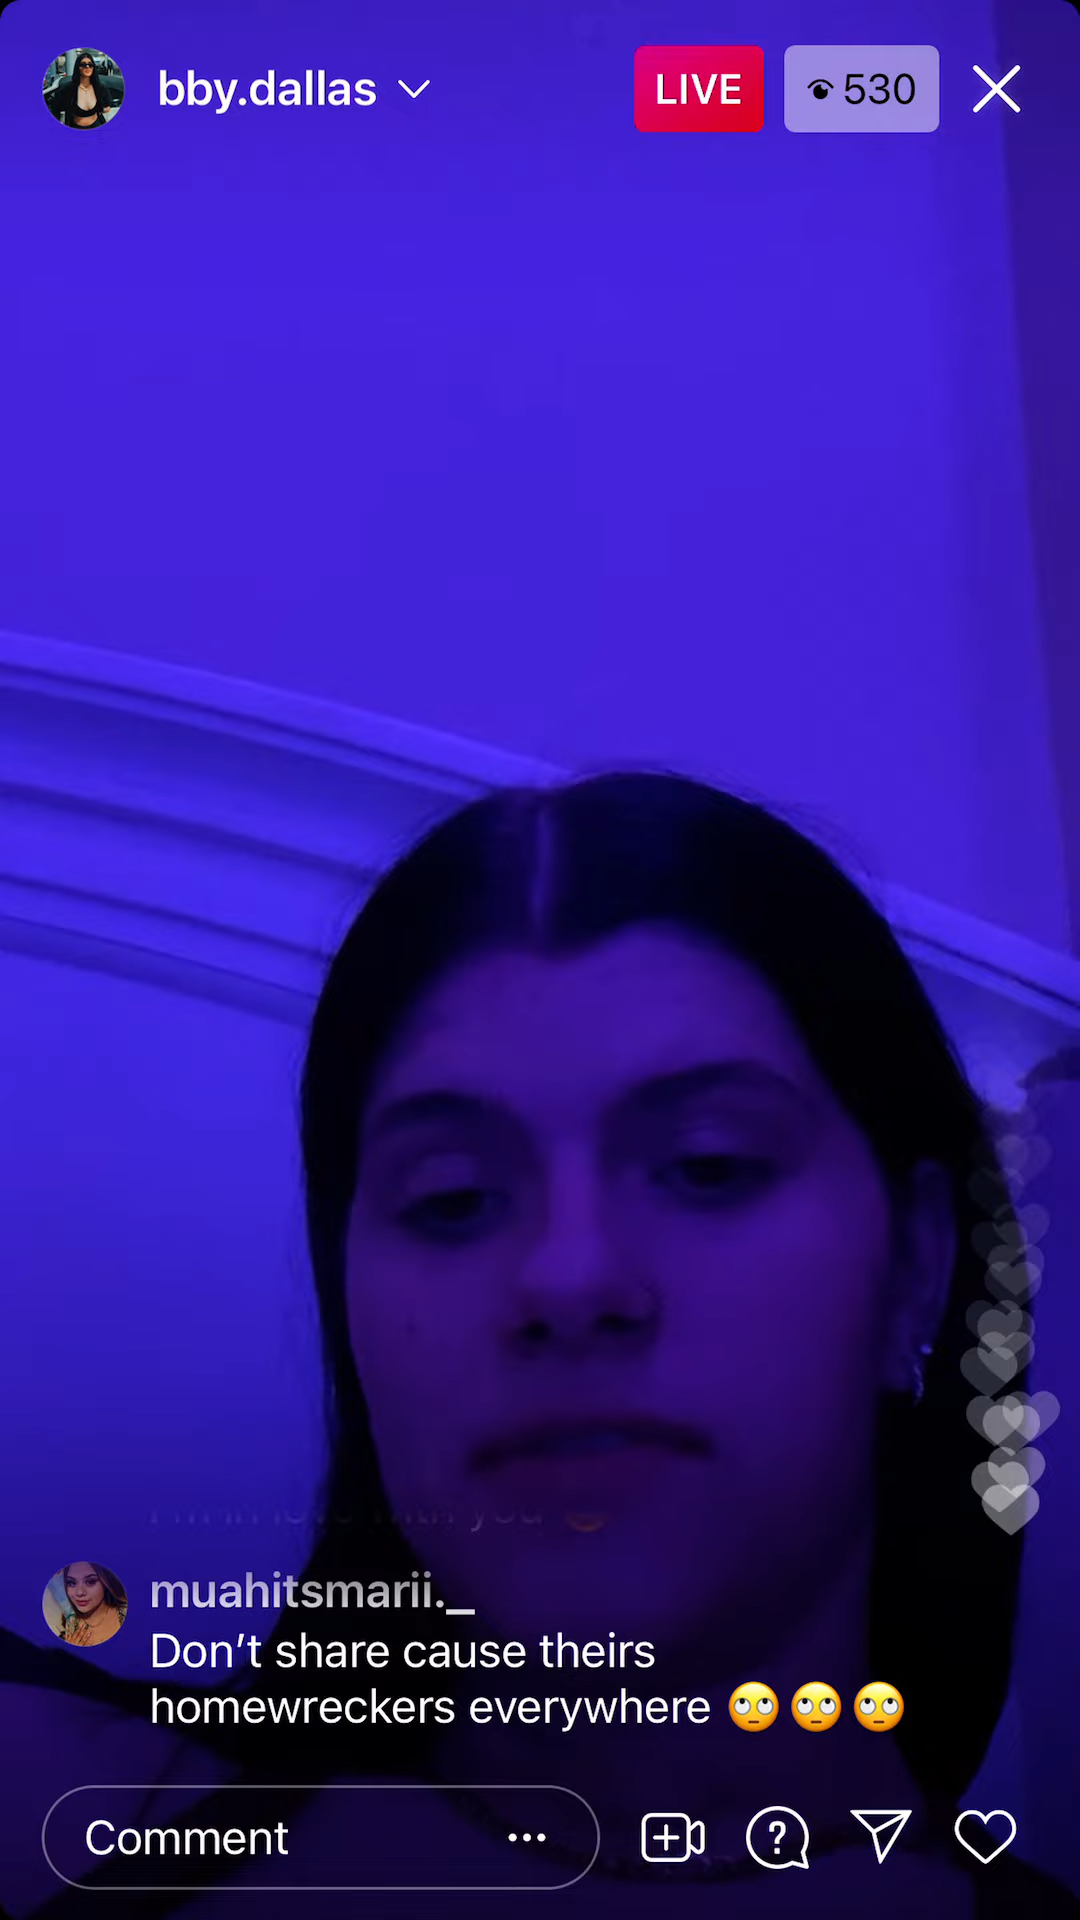 bby.dallas
LIVE
530
muahitsmarii._
Don't share cause theirs
homewreckers everywhere 🙄🙄🙄
Comment